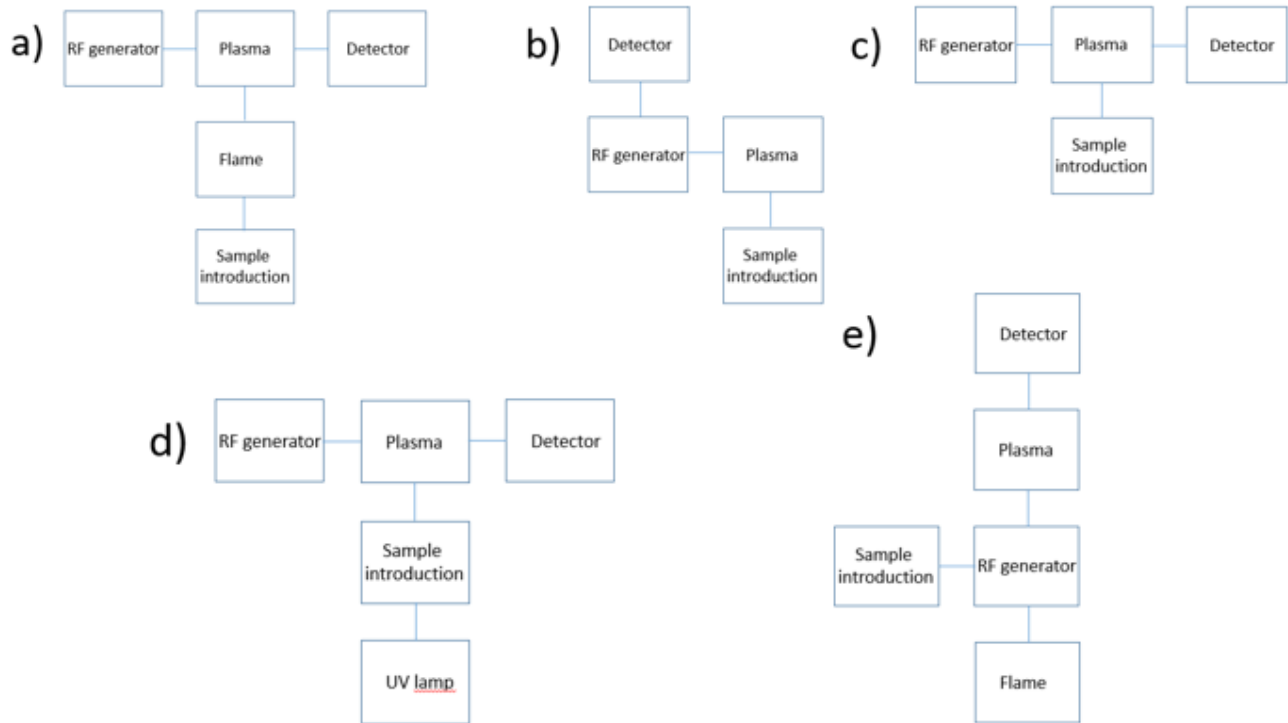 a)
RF generator
Plasma
Detector
Flame
Sample
introduction
b)
Detector
RF generator
Plasma
Sample
introduction
c)
RF generator
Plasma
Detector
Sample
introduction
d)
RF generator
Plasma
Detector
Sample
introduction
UV lamp
e)
Detector
Plasma
Sample
introduction
RF generator
Flame